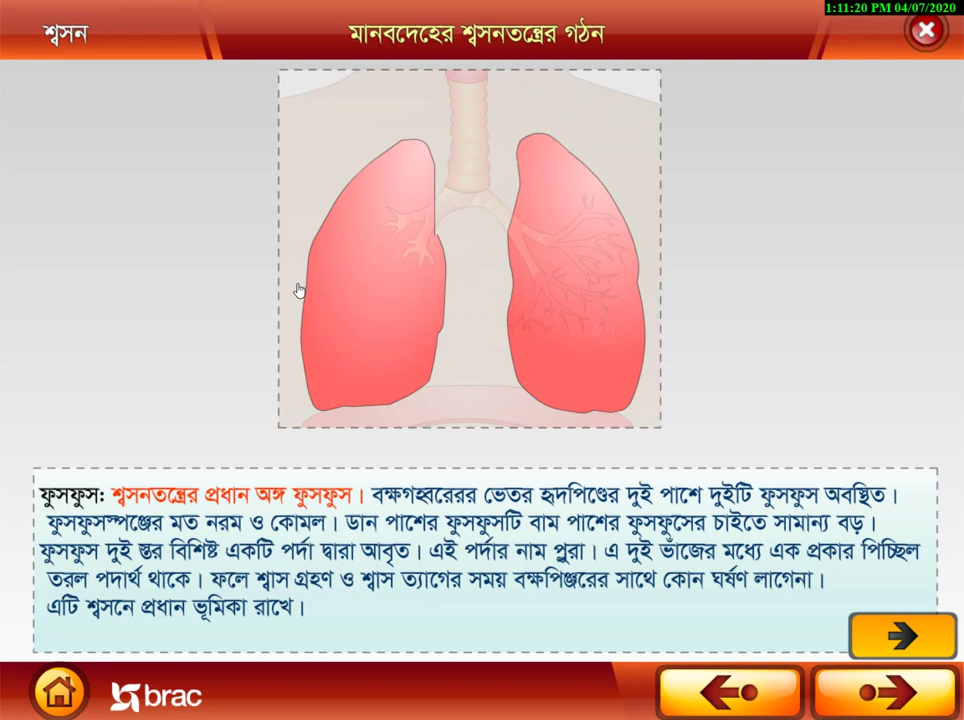 1:11:20 PM 04/07/2020
শ্বসন
মানবদেহের শ্বসনতন্ত্রের গঠন
ফুসফুস: শ্বসনতন্ত্রের প্রধান অঙ্গ ফুসফুস। বক্ষগহ্বরেরর ভেতর হৃদপিণ্ডের দুই পাশে দুইটি ফুসফুস অবস্থিত।
ফুসফুসস্পঞ্জের মত নরম ও কোমল। ডান পাশের ফুসফুসটি বাম পাশের ফুসফুসের চাইতে সামান্য বড়।
ফুসফুস দুই স্তর বিশিষ্ট একটি পর্দা দ্বারা আবৃত। এই পর্দার নাম প্লুরা। এ দুই ভাঁজের মধ্যে এক প্রকার পিচ্ছিল
তরল পদার্থ থাকে। ফলে শ্বাস গ্রহণ ও শ্বাস ত্যাগের সময় বক্ষপিঞ্জরের সাথে কোন ঘর্ষণ লাগেনা।
এটি শ্বসনে প্রধান ভূমিকা রাখে।
brac